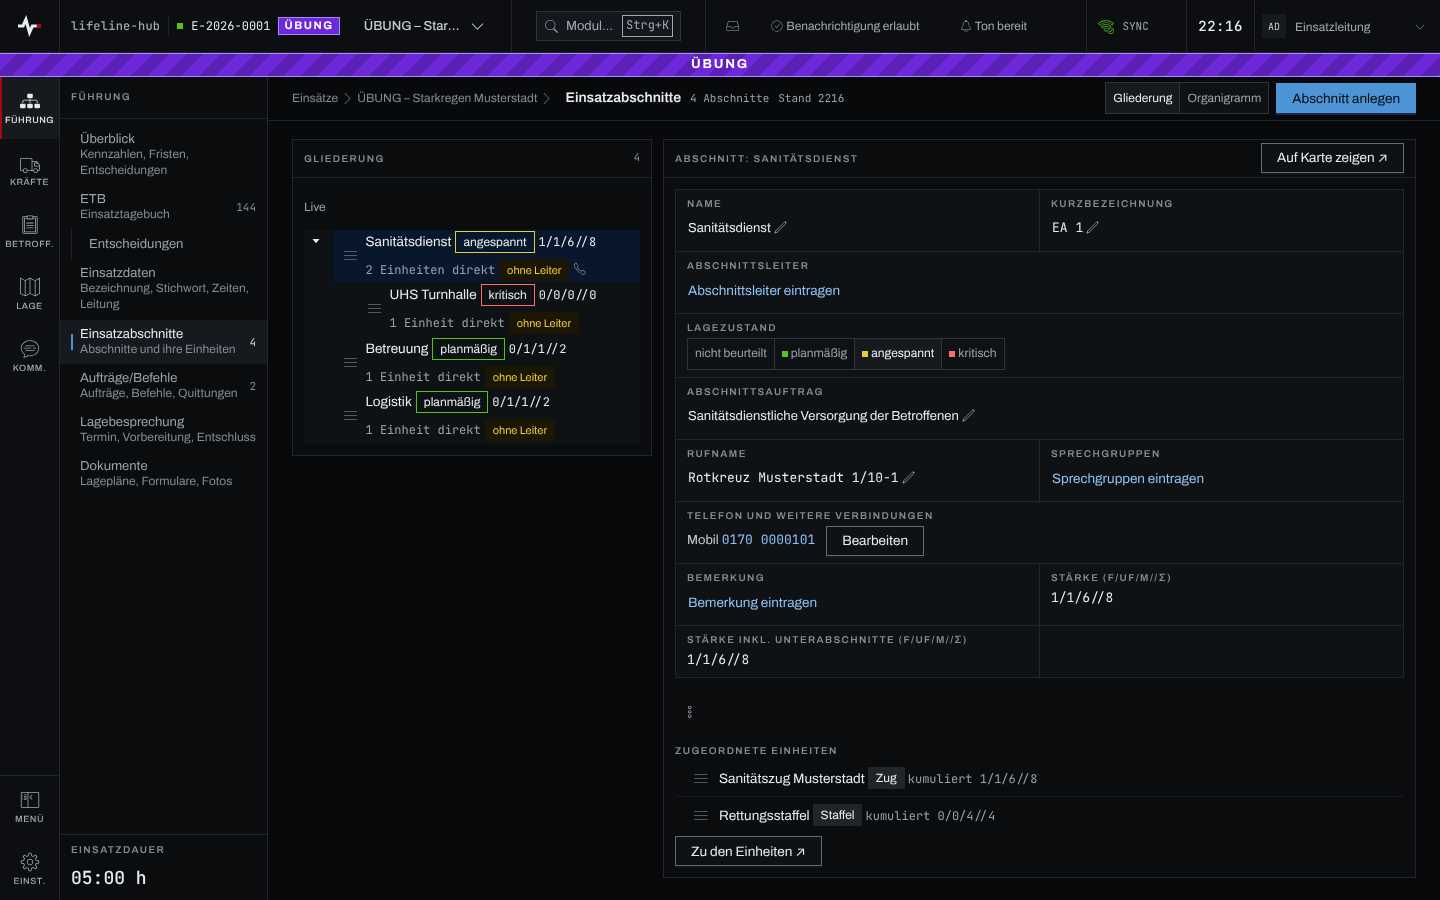 lifeline-hub
E-2026-0001 ÜBUNG
ÜBUNG – Star...
Modul... Strg+K
Benachrichtigung erlaubt
Ton bereit
SYNC
22:16
AD Einsatzleitung
ÜBUNG
FÜHRUNG
KRÄFTE
BETROFF.
LAGE
KOMM.
MENÜ
EINST.
FÜHRUNG
Überblick
Kennzahlen, Fristen,
Entscheidungen
ETB
Einsatztagebuch 144
Entscheidungen
Einsatzdaten
Bezeichnung, Stichwort, Zeiten,
Leitung
Einsatzabschnitte
Abschnitte und ihre Einheiten 4
Aufträge/Befehle
Aufträge, Befehle, Quittungen 2
Lagebesprechung
Termin, Vorbereitung, Entschluss
Dokumente
Lagepläne, Formulare, Fotos
EINSATZDAUER
05:00 h
Einsätze ÜBUNG – Starkregen Musterstadt Einsatzabschnitte 4 Abschnitte Stand 2216
Gliederung Organigramm Abschnitt anlegen
GLIEDERUNG 4
Live
Sanitätsdienst angespannt 1/1/6//8
2 Einheiten direkt ohne Leiter
UHS Turnhalle kritisch 0/0/0//0
1 Einheit direkt ohne Leiter
Betreuung planmäßig 0/1/1//2
1 Einheit direkt ohne Leiter
Logistik planmäßig 0/1/1//2
1 Einheit direkt ohne Leiter
ABSCHNITT: SANITÄTSDIENST Auf Karte zeigen ↗
NAME
Sanitätsdienst
KURZBEZEICHNUNG
EA 1
ABSCHNITTSLEITER
Abschnittsleiter eintragen
LAGEZUSTAND
nicht beurteilt planmäßig angespannt kritisch
ABSCHNITTSAUFTRAG
Sanitätsdienstliche Versorgung der Betroffenen
RUFNAME
Rotkreuz Musterstadt 1/10-1
SPRECHGRUPPEN
Sprechgruppen eintragen
TELEFON UND WEITERE VERBINDUNGEN
Mobil 0170 0000101 Bearbeiten
BEMERKUNG
Bemerkung eintragen
STÄRKE (F/UF/M//Σ)
1/1/6//8
STÄRKE INKL. UNTERABSCHNITTE (F/UF/M//Σ)
1/1/6//8
ZUGEORDNETE EINHEITEN
Sanitätszug Musterstadt Zug kumuliert 1/1/6//8
Rettungsstaffel Staffel kumuliert 0/0/4//4
Zu den Einheiten ↗